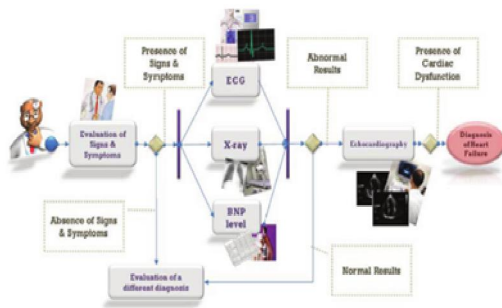 Presence of
Signs &
Symptoms
ECG
Abnormal
Results
Presence of
Cardiac
Dysfunction
Evaluation of
Signs &
Symptoms
X-ray
Echocardiography
Diagnosis
of Heart
Failure
Absence of Signs
& Symptoms
BNP
level
Evaluation of a
different diagnosis
Normal Results